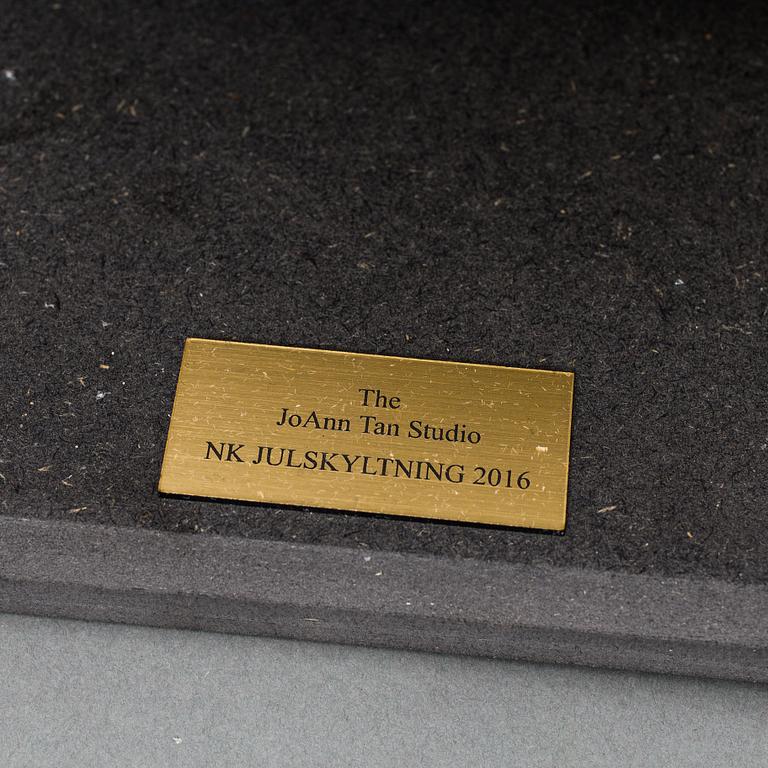 The
JoAnn Tan Studio
NK JULSKYLTNING 2016